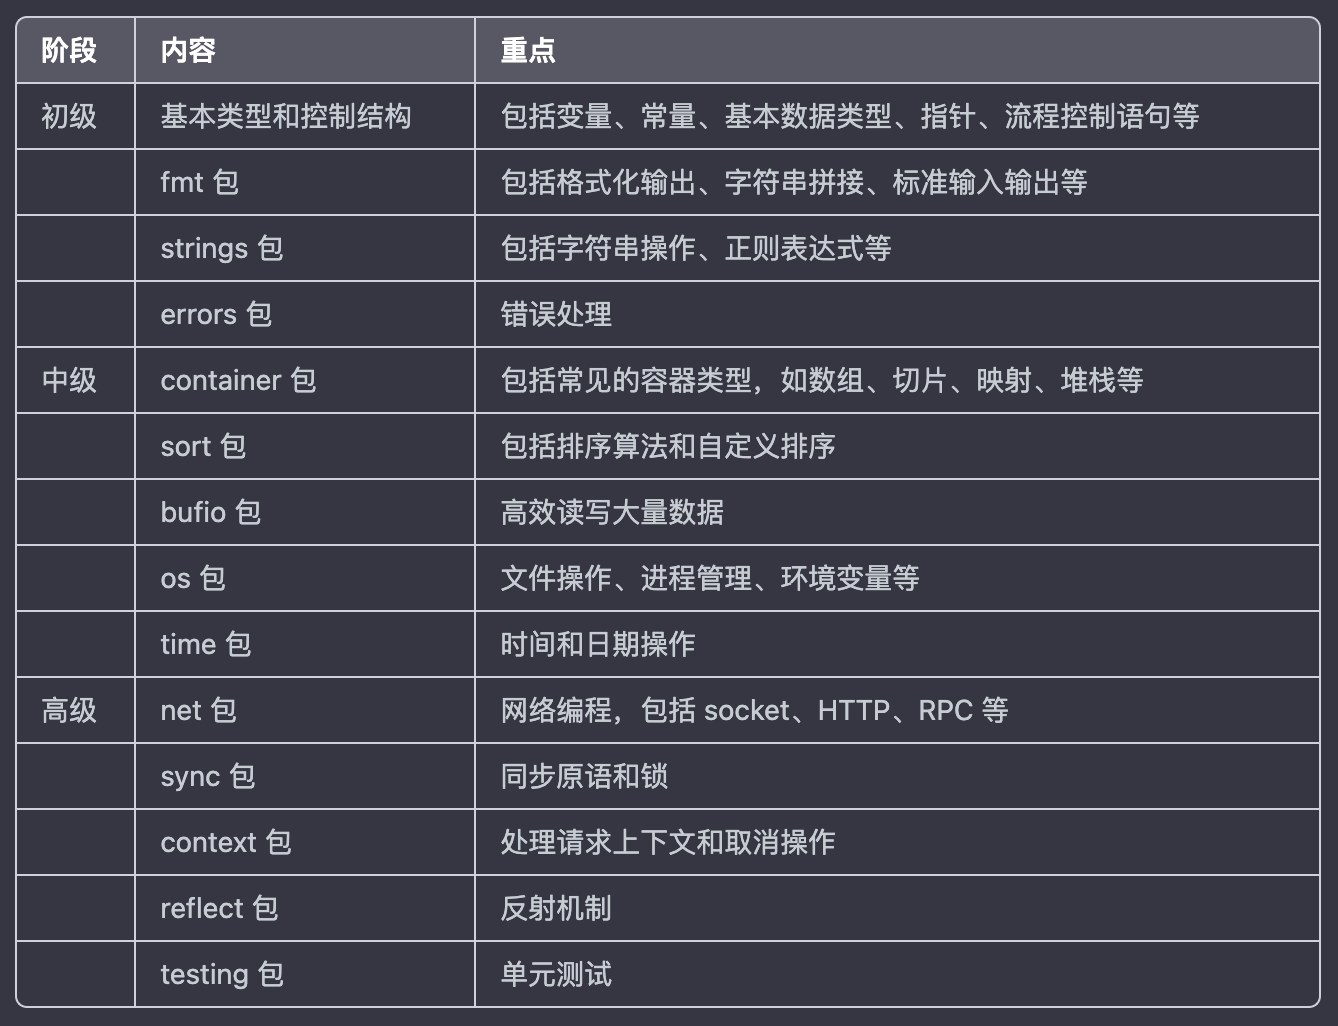 阶段 内容 重点
初级 基本类型和控制结构 包括变量、常量、基本数据类型、指针、流程控制语句等
fmt 包 包括格式化输出、字符串拼接、标准输入输出等
strings 包 包括字符串操作、正则表达式等
errors 包 错误处理
中级 container 包 包括常见的容器类型，如数组、切片、映射、堆栈等
sort 包 包括排序算法和自定义排序
bufio 包 高效读写大量数据
os 包 文件操作、进程管理、环境变量等
time 包 时间和日期操作
高级 net 包 网络编程，包括 socket、HTTP、RPC 等
sync 包 同步原语和锁
context 包 处理请求上下文和取消操作
reflect 包 反射机制
testing 包 单元测试